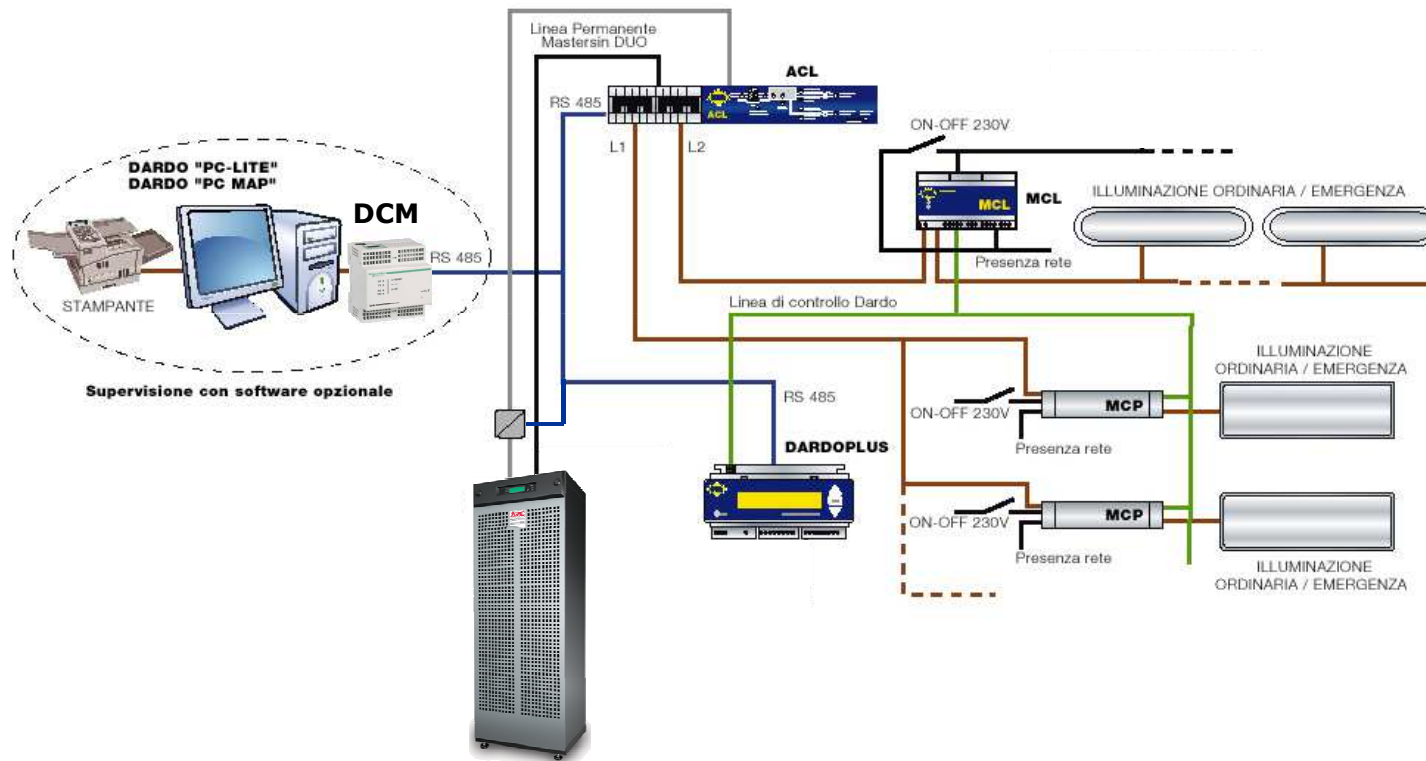 Linea Permanente
Mastersin DUO
ACL
RS 485
ACL
L1
L2
ON-OFF 230V
DARDO "PC-LITE"
DARDO "PC MAP"
DCM
RS 485
STAMPANTE
Supervisione con software opzionale
MCL
MCL
ILLUMINAZIONE ORDINARIA / EMERGENZA
Presenza rete
Linea di controllo Dardo
ILLUMINAZIONE
ORDINARIA / EMERGENZA
RS 485
ON-OFF 230V
MCP
Presenza rete
DARDOPLUS
ON-OFF 230V
MCP
Presenza rete
ILLUMINAZIONE
ORDINARIA / EMERGENZA
APC